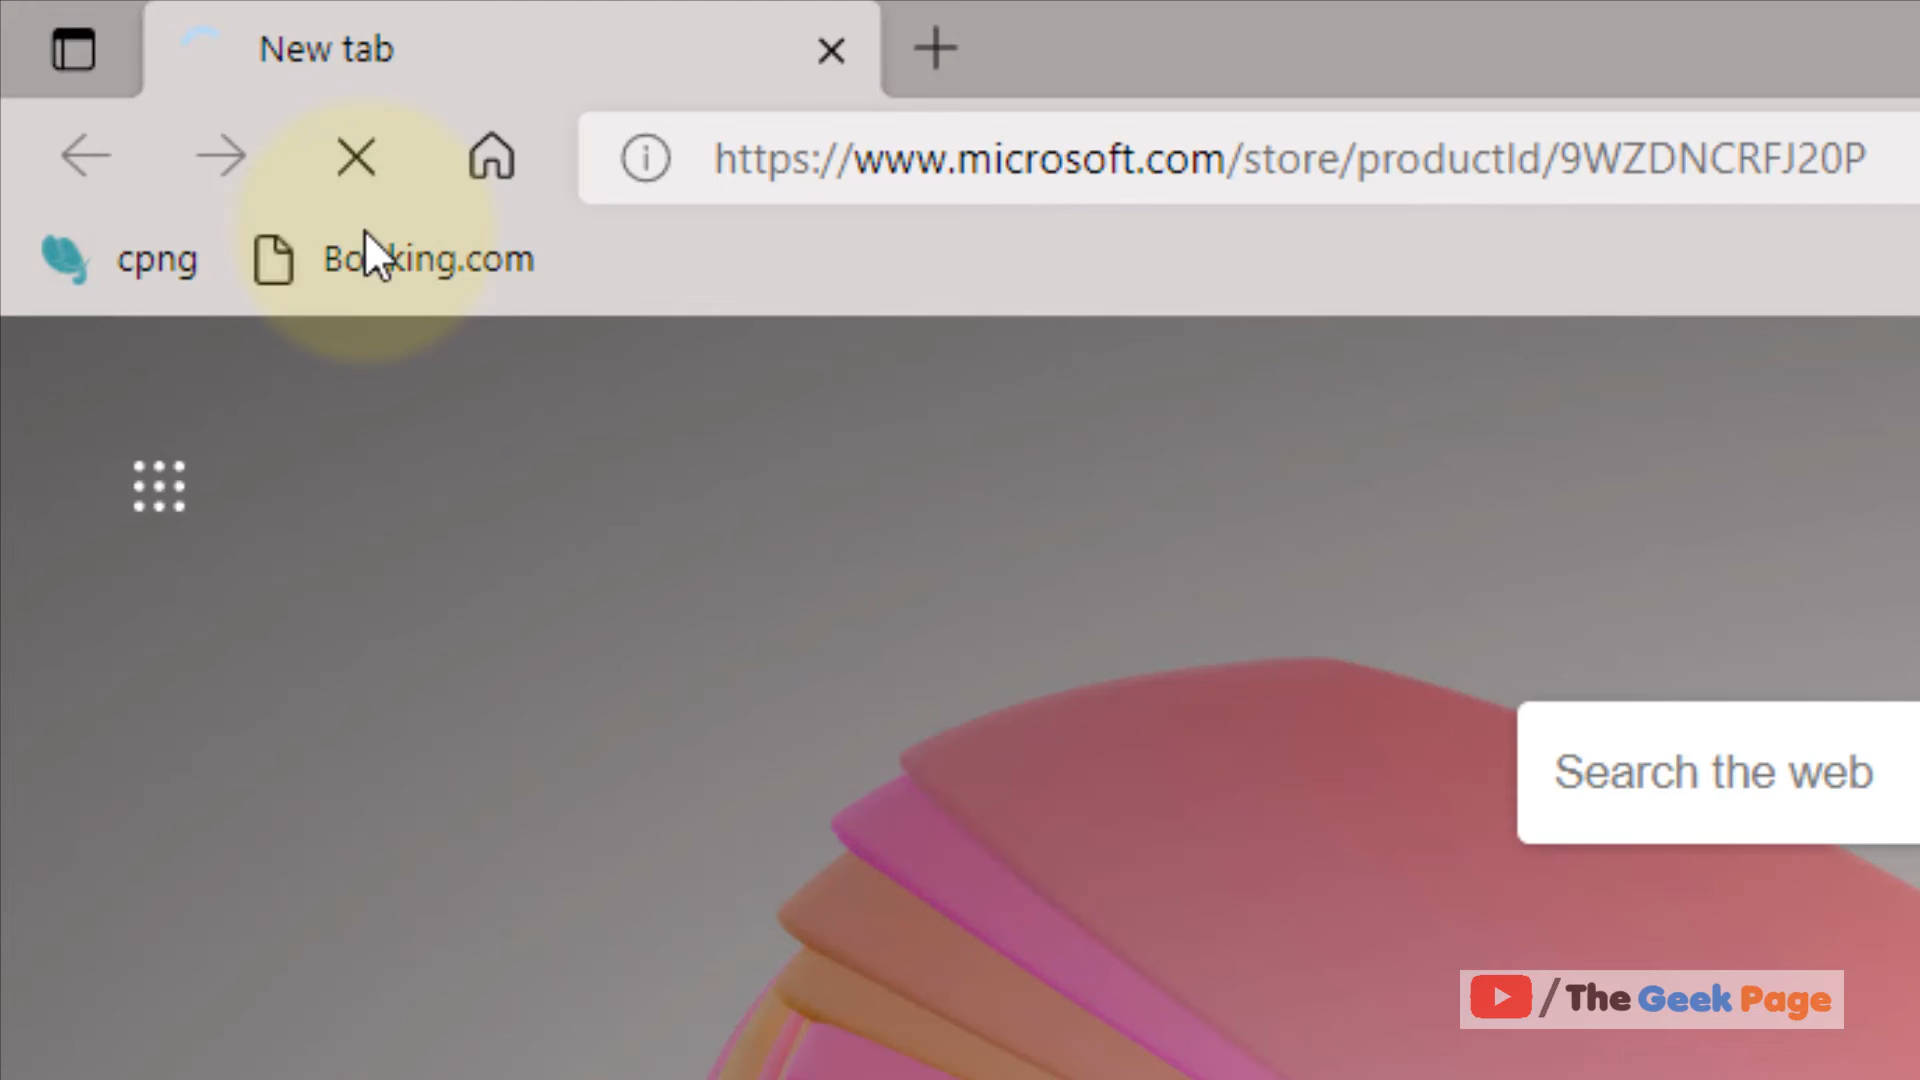 New tab
https://www.microsoft.com/store/productId/9WZDNCRFJ20P
cpng
Booking.com
Search the web
/ The Geek Page